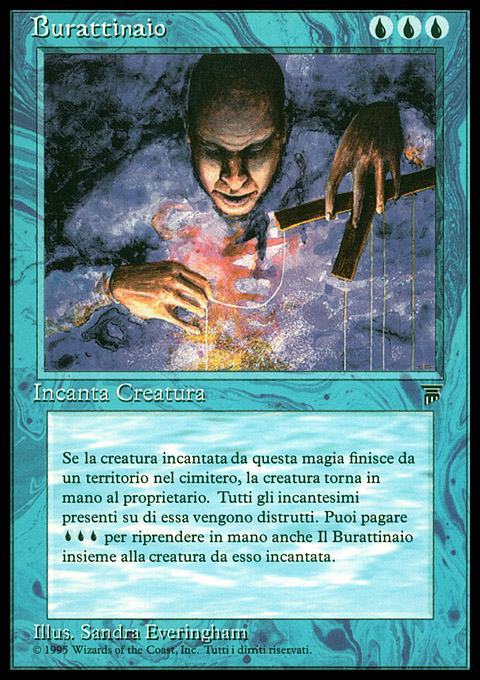 Burattinaio
Incanta Creatura
Se la creatura incantata da questa magia finisce da
un territorio nel cimitero, la creatura torna in
mano al proprietario. Tutti gli incantesimi
presenti su di essa vengono distrutti. Puoi pagare
per riprendere in mano anche Il Burattinaio
insieme alla creatura da esso incantata.
Illus. Sandra Everingham
© 1995 Wizards of the Coast, Inc. Tutti i diritti riservati.